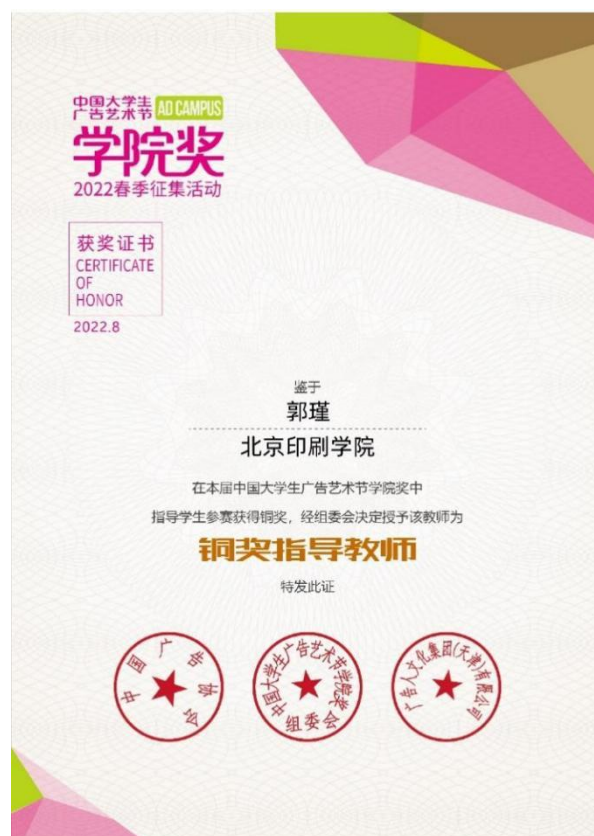 中国大学生
广告艺术节 AD CAMPUS
学院奖
2022春季征集活动
获奖证书
CERTIFICATE
OF
HONOR
2022.8
鉴于
郭瑾
北京印刷学院
在本届中国大学生广告艺术节学院奖中
指导学生参赛获得铜奖，经组委会决定授予该教师为
铜奖指导教师
特发此证
中国广告协会
中国大学生广告艺术节学院奖
组委会
广告人文化集团(天津)有限公司